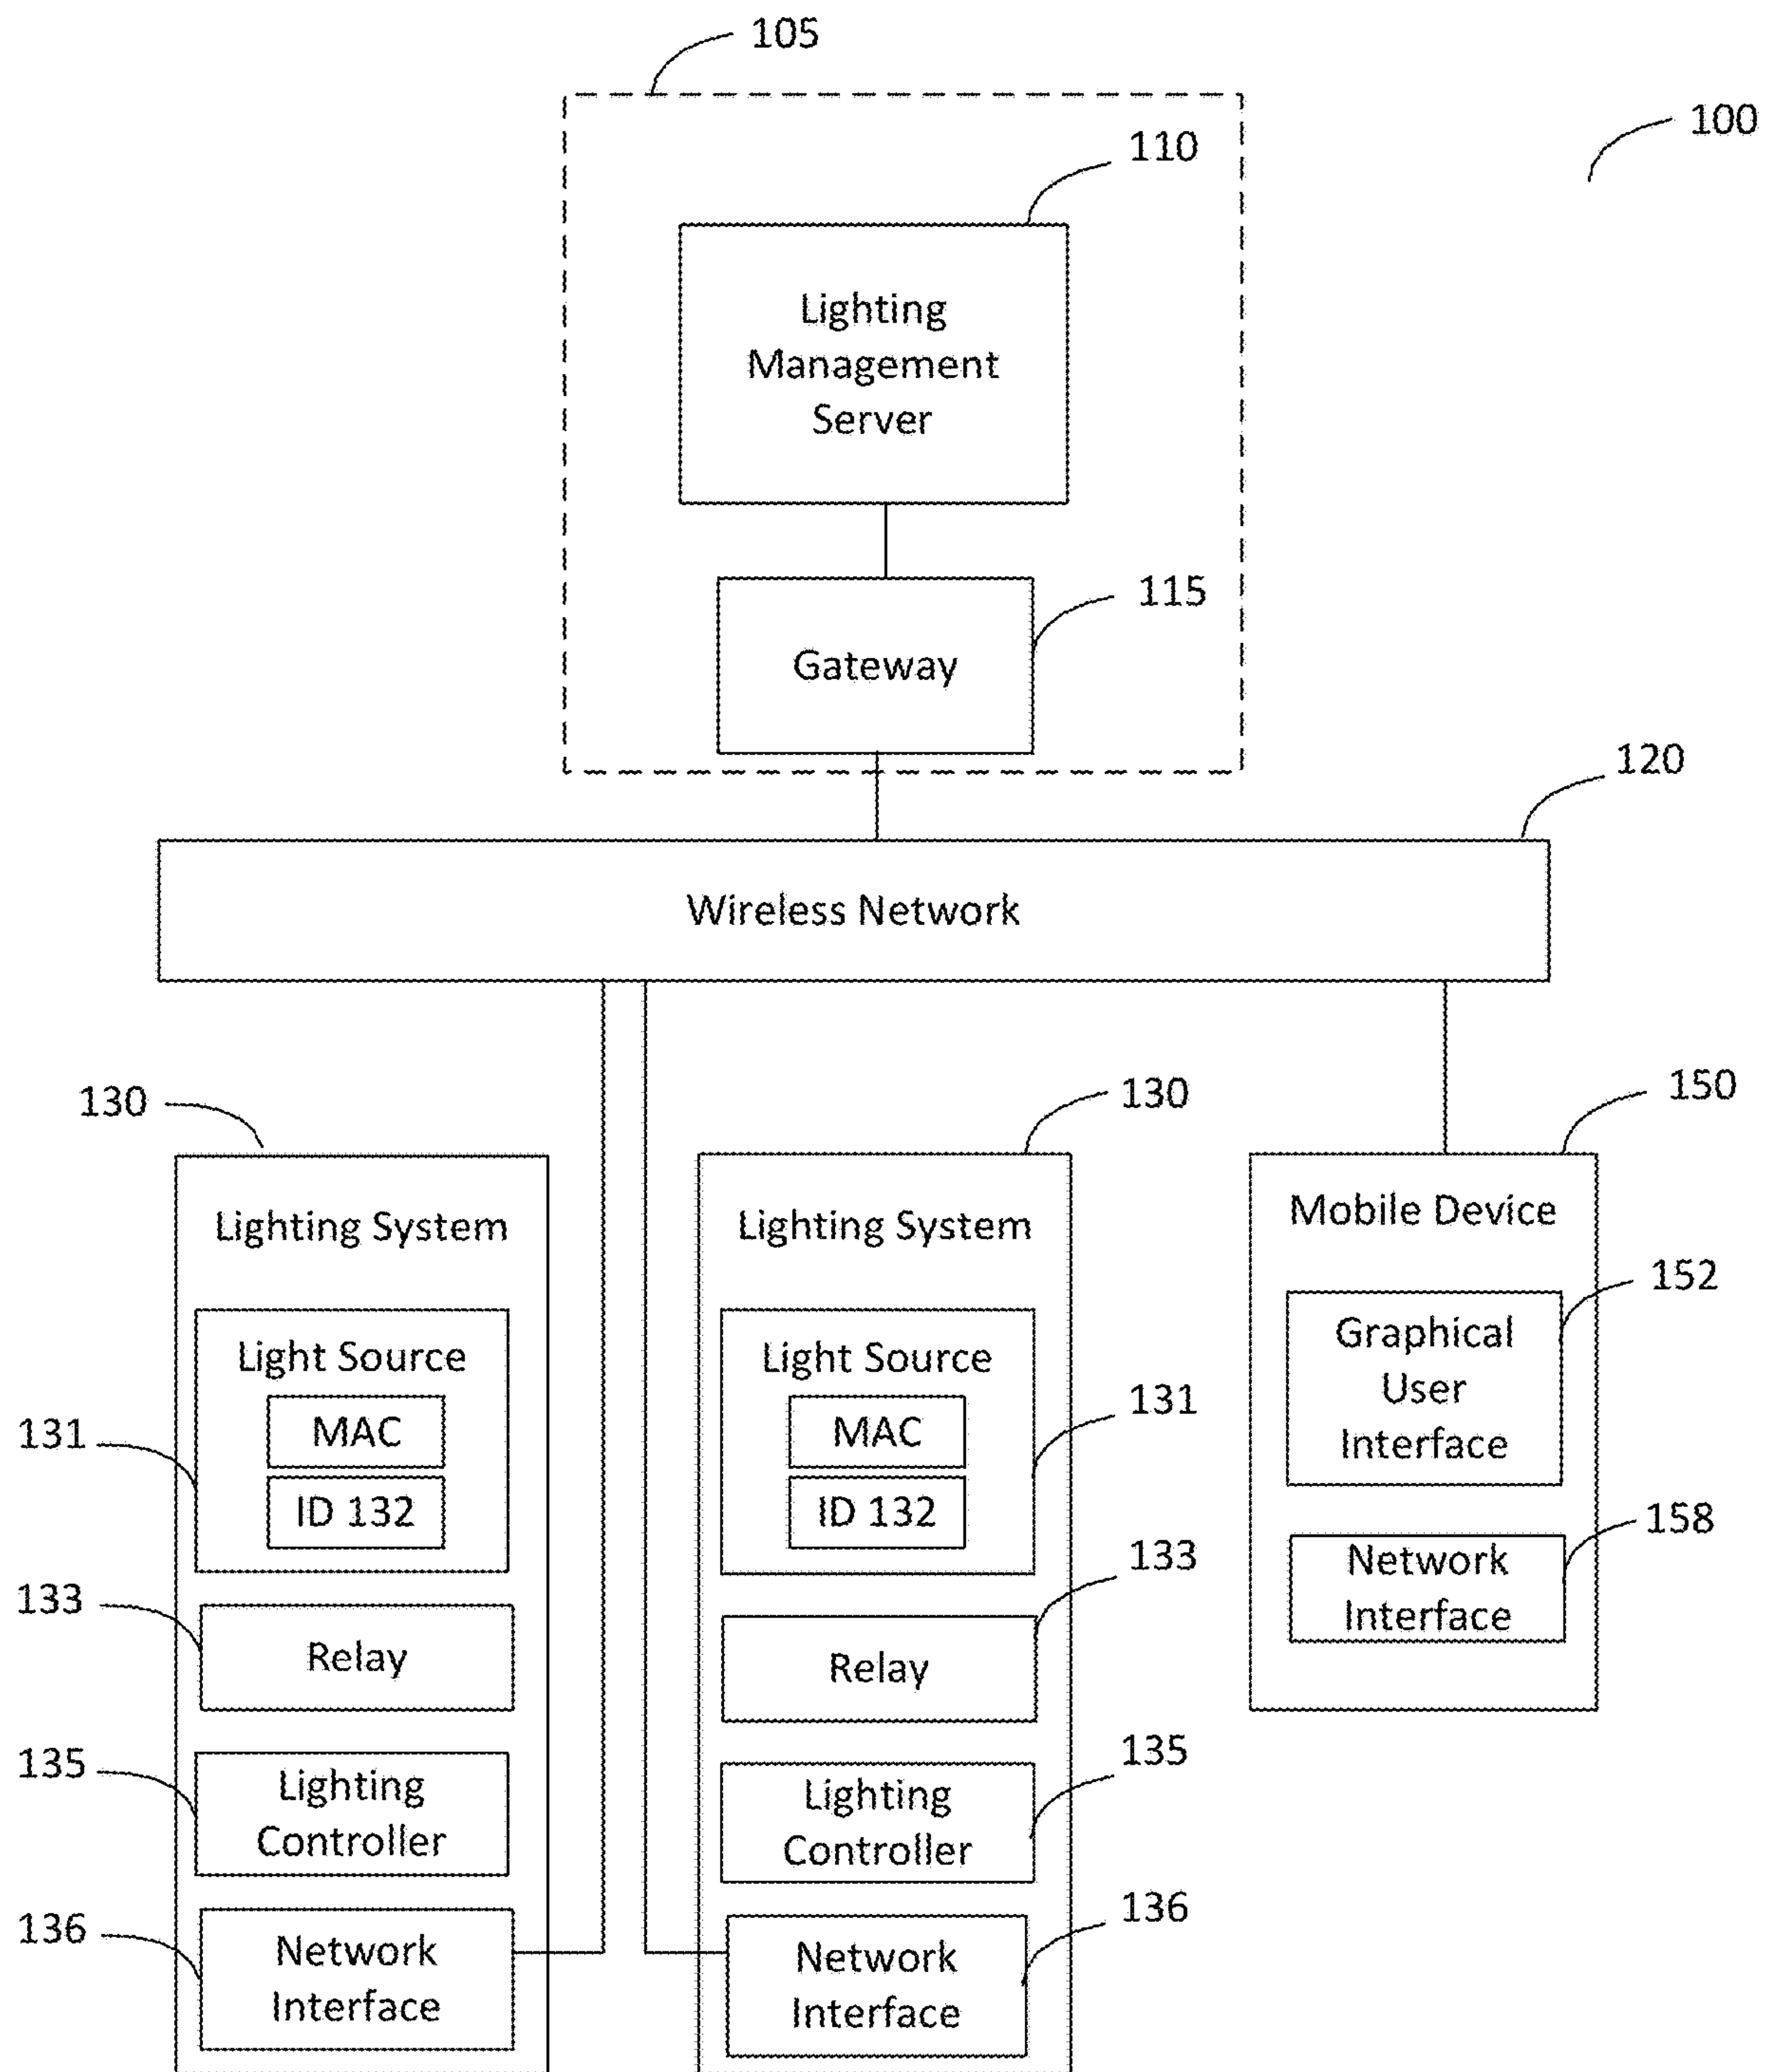 105
100
110
Lighting
Management
Server
115
Gateway
120
Wireless Network
130
130
150
Lighting System
Light Source
MAC
ID 132
131
133
Relay
135
Lighting
Controller
136
Network
Interface
Lighting System
Light Source
MAC
ID 132
131
133
Relay
135
Lighting
Controller
136
Network
Interface
Mobile Device
152
Graphical
User
Interface
158
Network
Interface